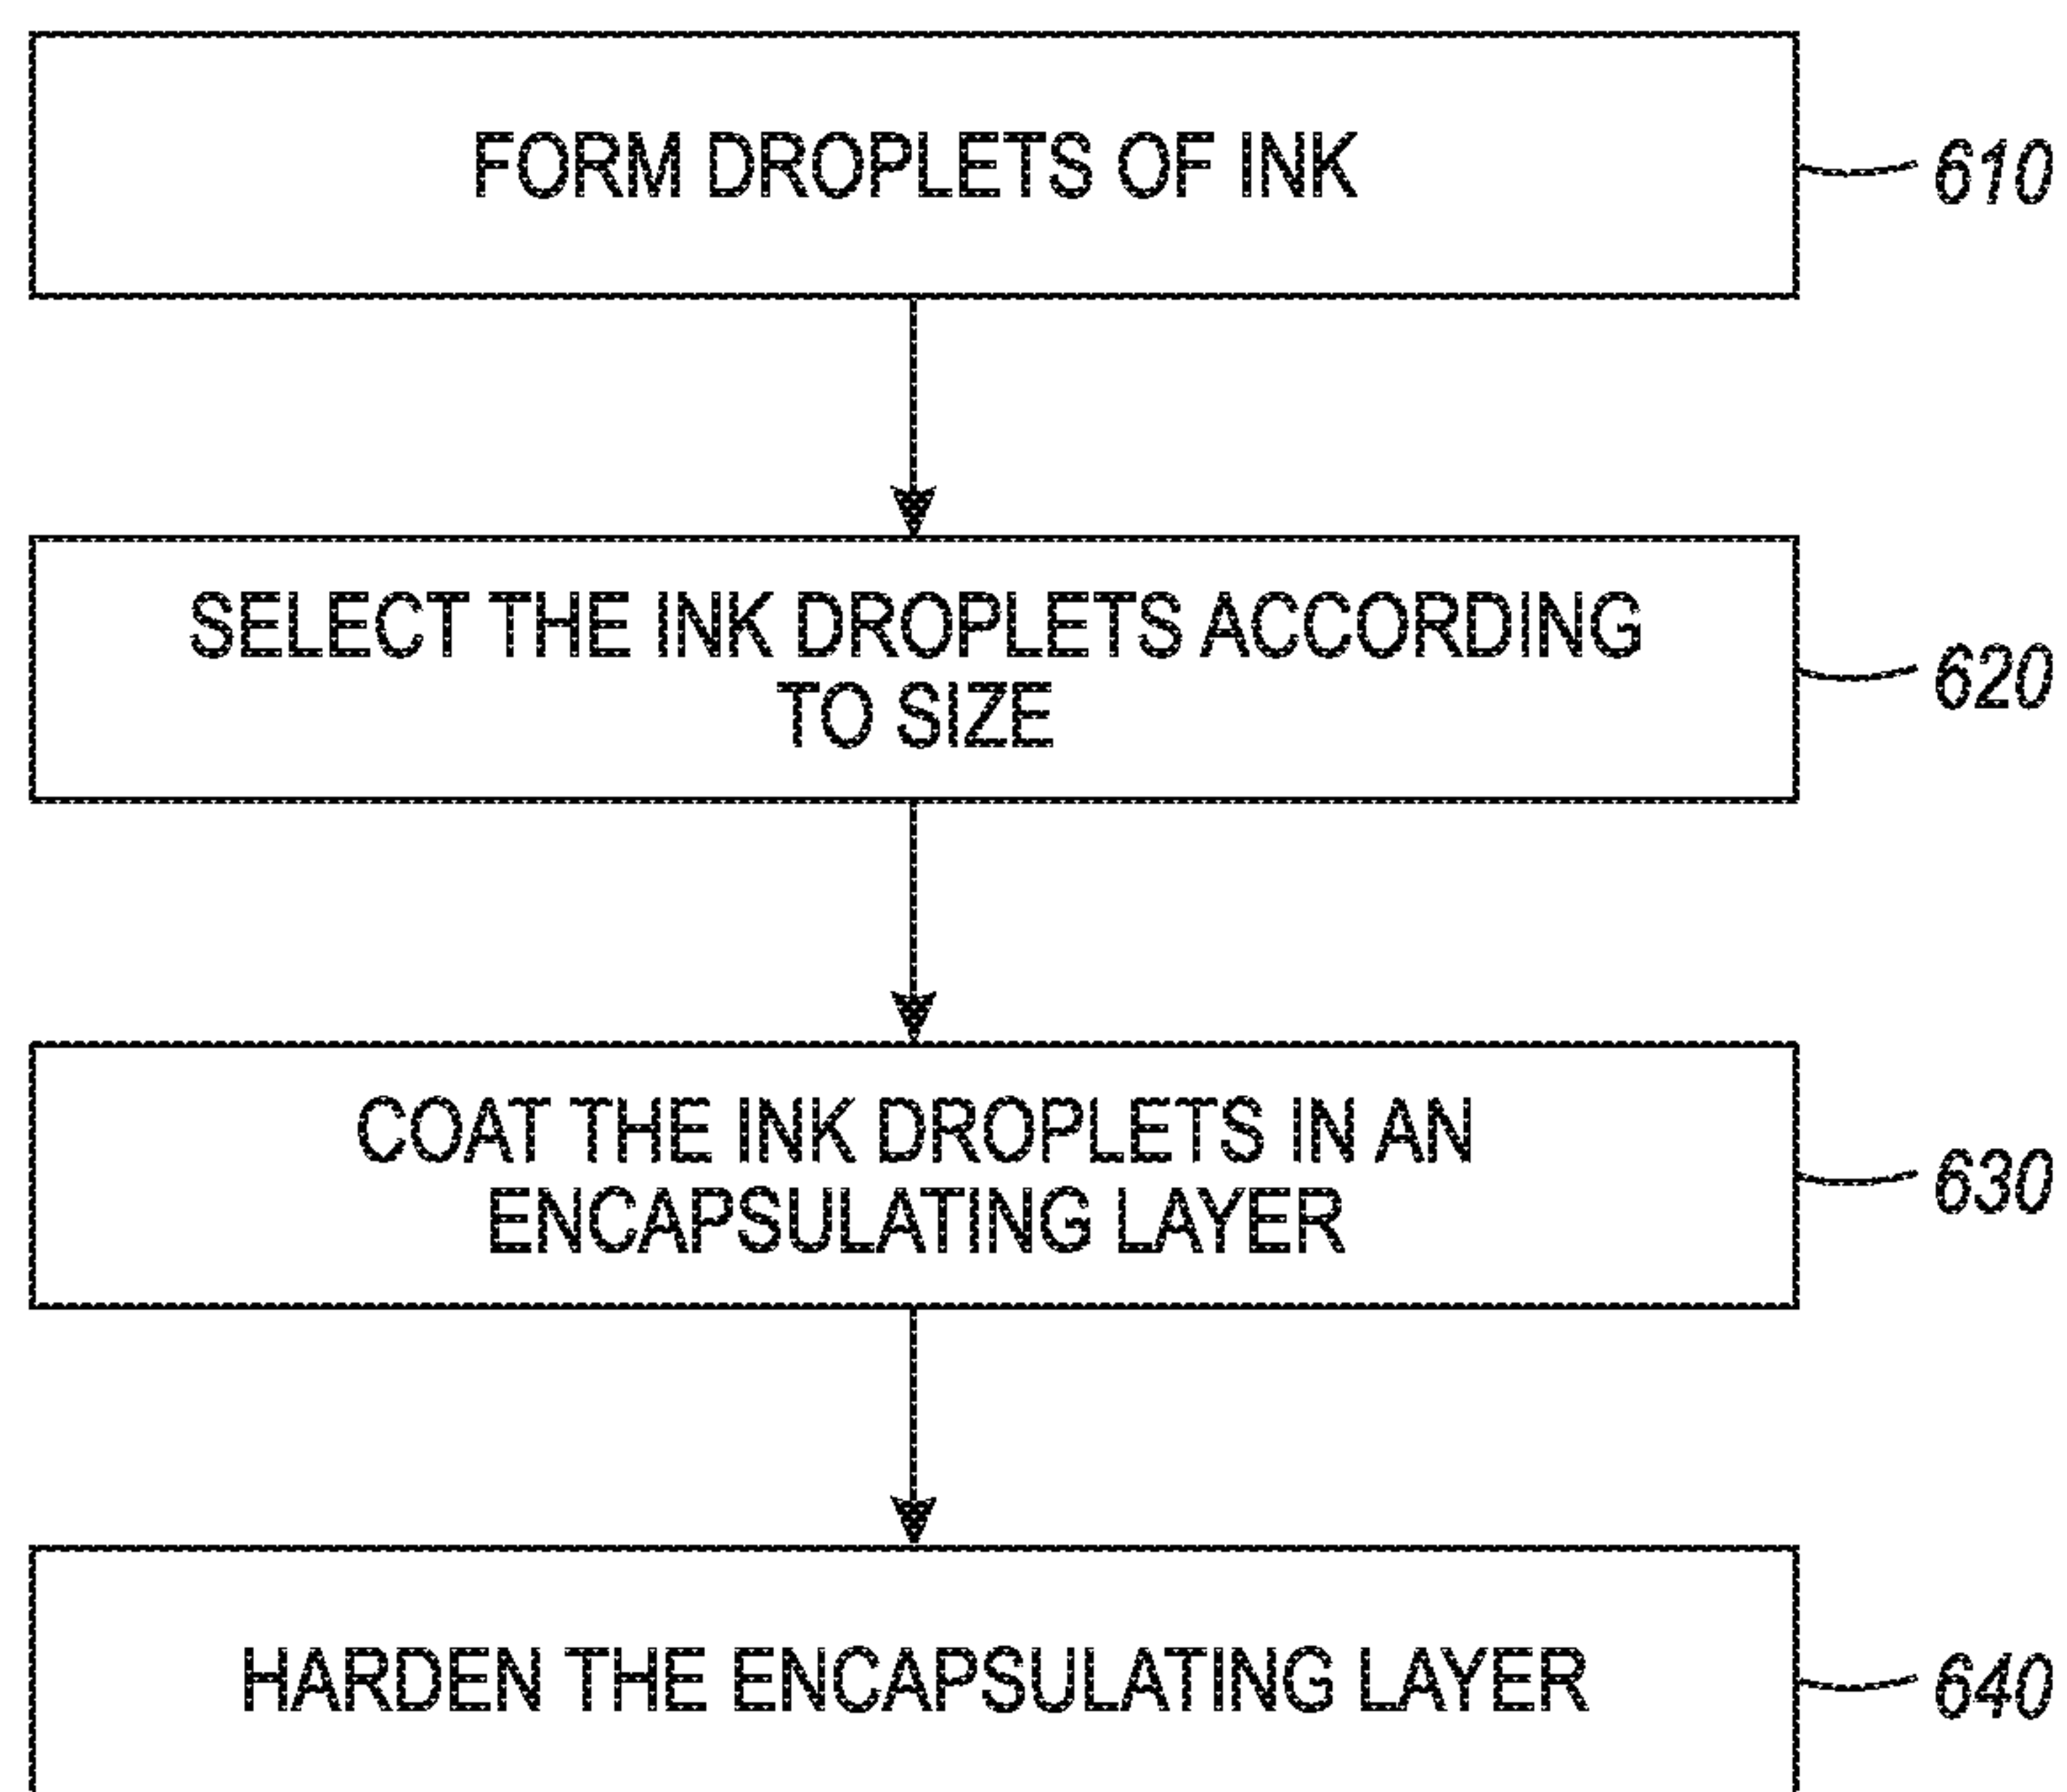 FORM DROPLETS OF INK
610
SELECT THE INK DROPLETS ACCORDING
TO SIZE
620
COAT THE INK DROPLETS IN AN
ENCAPSULATING LAYER
630
HARDEN THE ENCAPSULATING LAYER
640